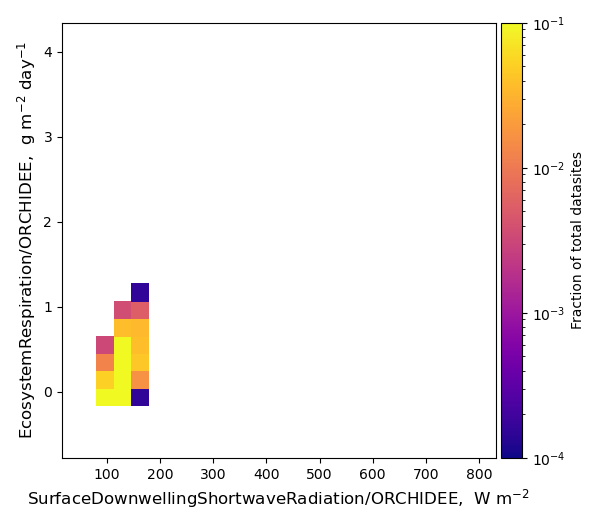 EcosystemRespiration/ORCHIDEE, g m⁻² day⁻¹
4
3
2
1
0
100 200 300 400 500 600 700 800
SurfaceDownwellingShortwaveRadiation/ORCHIDEE, W m⁻²
10⁻¹
10⁻²
10⁻³
10⁻⁴
Fraction of total datasites